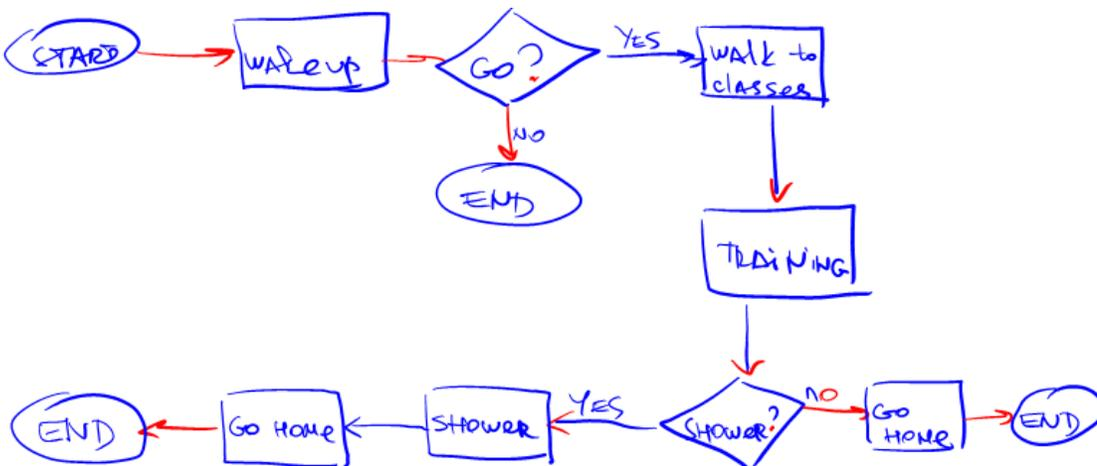 START
wakeup
GO?
YES
walk to
classes
NO
END
TRAiNiNG
SHOWER?
NO
GO
HOME
END
YES
SHOWER
GO HOME
END